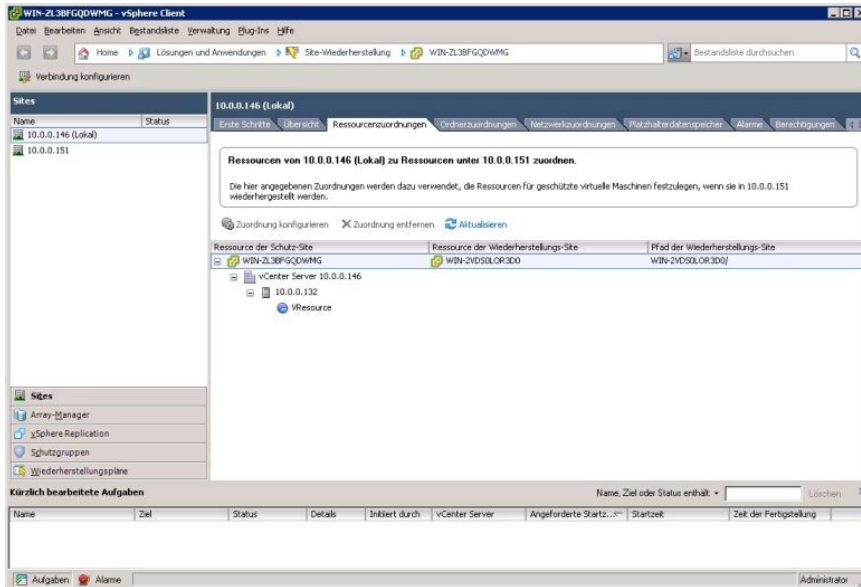 WIN-ZL3BFGQDWMG - vSphere Client
Datei Bearbeiten Ansicht Bestandsliste Verwaltung Plug-Ins Hilfe
Home Lösungen und Anwendungen Site-Wiederherstellung WIN-ZL3BFGQDWMG Bestandsliste durchsuchen
Verbindung konfigurieren
Sites
Name Status
10.0.0.146 (Lokal)
10.0.0.151
Sites
Array-Manager
vSphere Replication
Schutzgruppen
Wiederherstellungspläne
10.0.0.146 (Lokal)
Erste Schritte Übersicht Ressourcenzuordnungen Ordnerzuordnungen Netzwerkzuordnungen Platzhalterdatenspeicher Alarme Berechtigungen
Ressourcen von 10.0.0.146 (Lokal) zu Ressourcen unter 10.0.0.151 zuordnen.
Die hier angegebenen Zuordnungen werden dazu verwendet, die Ressourcen für geschützte virtuelle Maschinen festzulegen, wenn sie in 10.0.0.151
wiederhergestellt werden.
Zuordnung konfigurieren Zuordnung entfernen Aktualisieren
Ressource der Schutz-Site Ressource der Wiederherstellungs-Site Pfad der Wiederherstellungs-Site
WIN-ZL3BFGQDWMG WIN-2VDS0LOR3D0 WIN-2VDS0LOR3D0/
vCenter Server 10.0.0.146
10.0.0.132
VResource
Kürzlich bearbeitete Aufgaben Name, Ziel oder Status enthält: Löschen
Name Ziel Status Details Initiiert durch vCenter Server Angeforderte Startz... Startzeit Zeit der Fertigstellung
Aufgaben Alarme Administrator